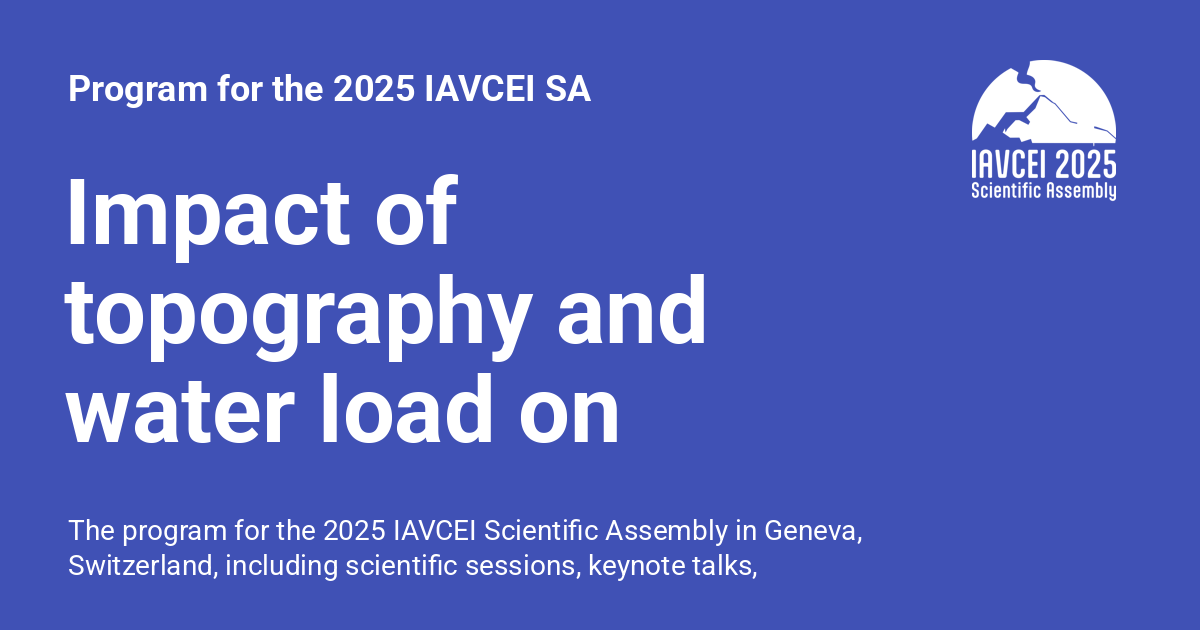 Program for the 2025 IAVCEI SA
IAVCEI 2025
Scientific Assembly
Impact of
topography and
water load on
The program for the 2025 IAVCEI Scientific Assembly in Geneva,
Switzerland, including scientific sessions, keynote talks,